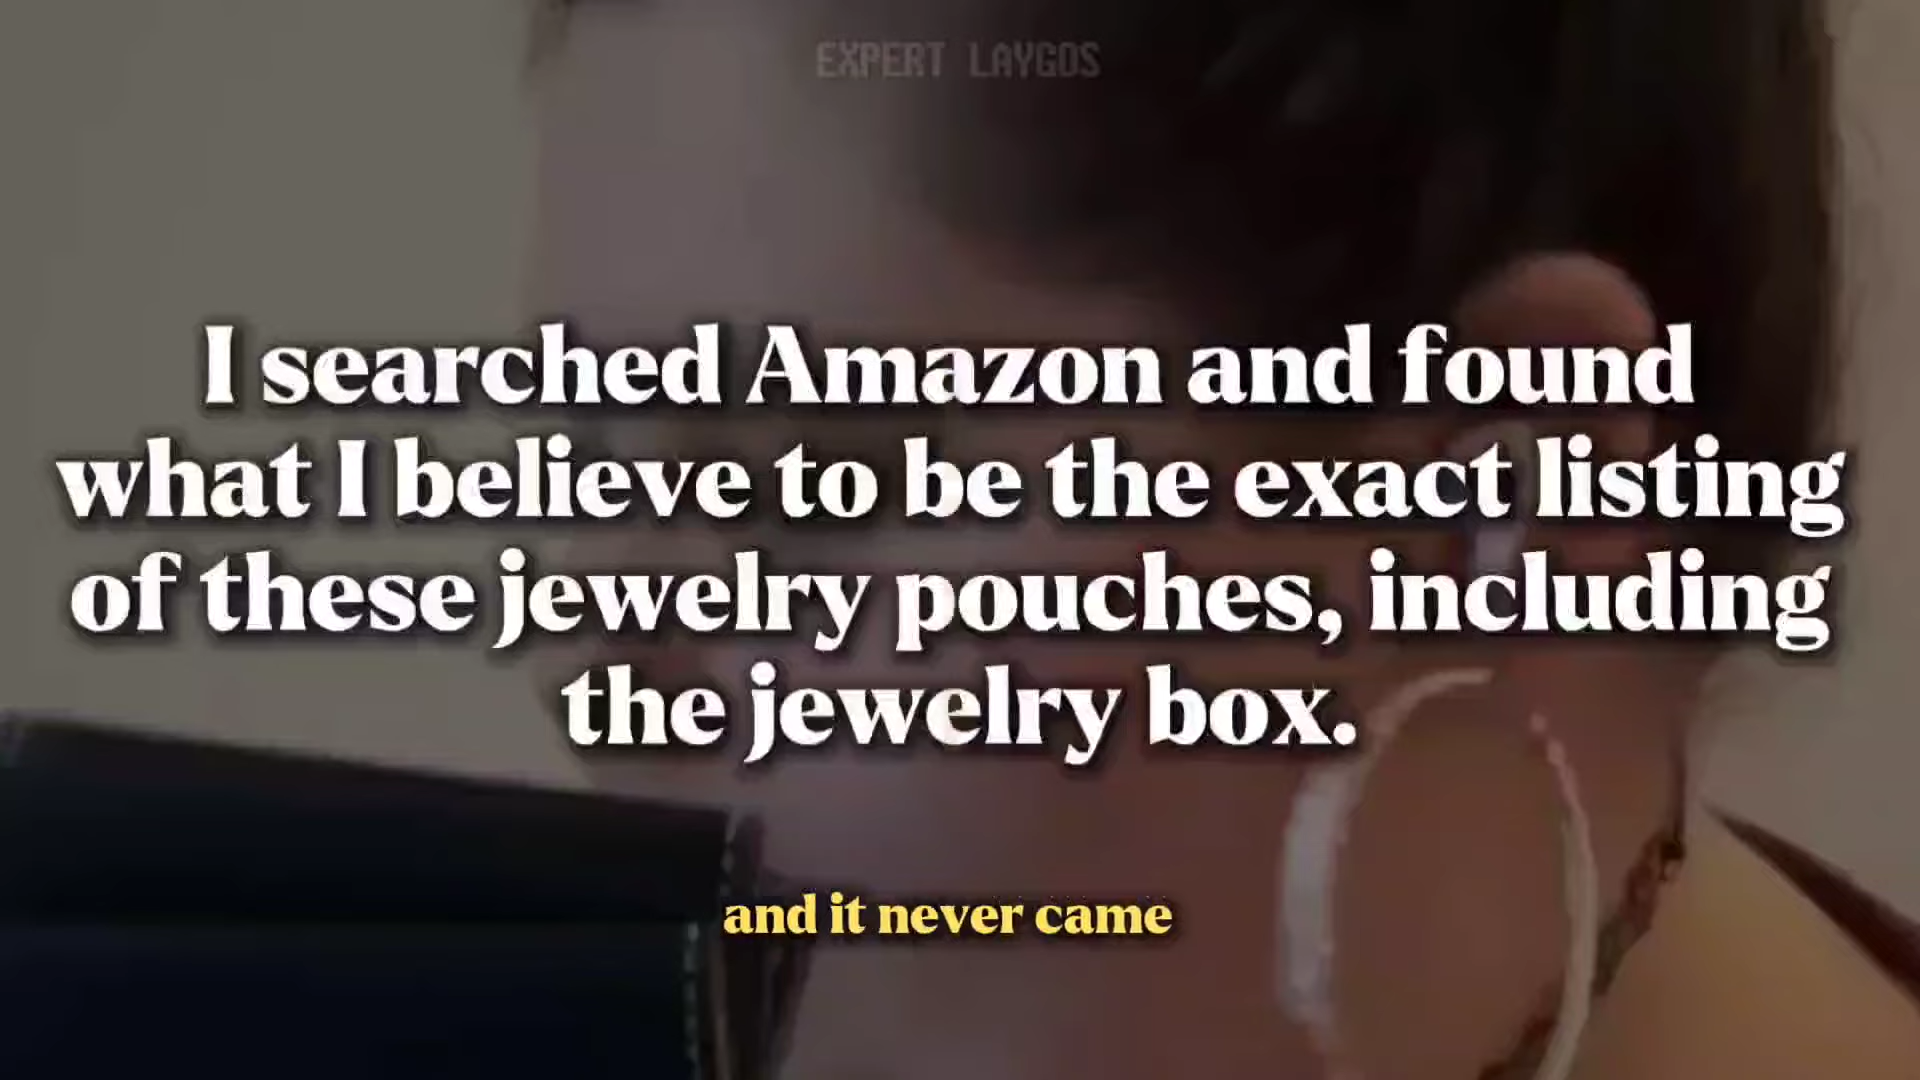 EXPERT LAYGOS
I searched Amazon and found
what I believe to be the exact listing
of these jewelry pouches, including
the jewelry box.
and it never came